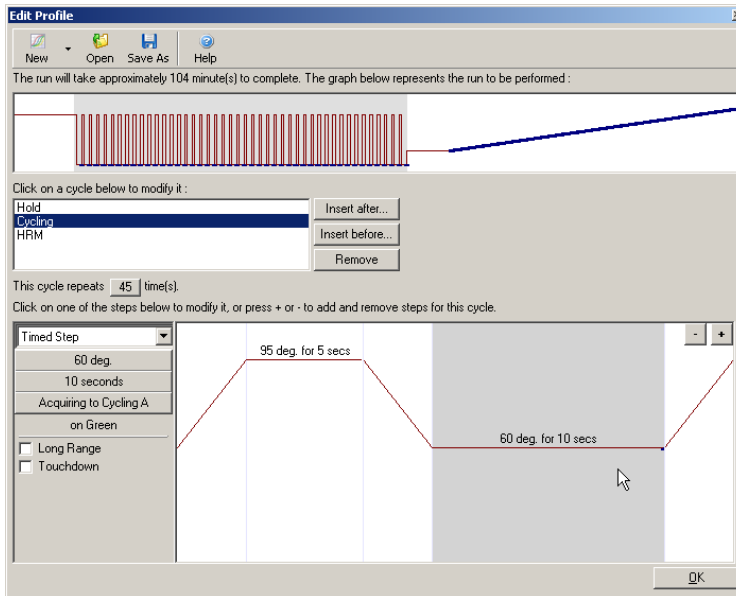 Edit Profile
New Open Save As Help
The run will take approximately 104 minute(s) to complete. The graph below represents the run to be performed :
Click on a cycle below to modify it :
Hold
Cycling
HRM
Insert after...
Insert before...
Remove
This cycle repeats 45 time(s).
Click on one of the steps below to modify it, or press + or - to add and remove steps for this cycle.
Timed Step
- +
60 deg.
10 seconds
Acquiring to Cycling A
on Green
Long Range
Touchdown
95 deg. for 5 secs
60 deg. for 10 secs
OK